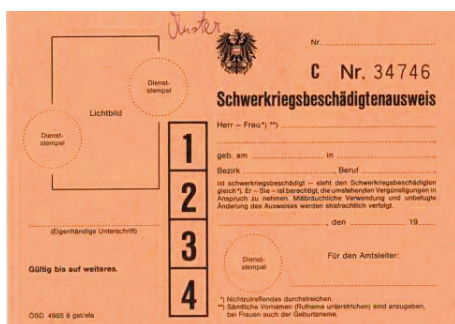 Muster
Nr.
C Nr. 34746
Schwerkriegsbeschädigtenausweis
Dienst-
stempel
Lichtbild
Dienst-
stempel
(Eigenhändige Unterschrift)
Gültig bis auf weiteres.
ÖSD. 4965 6 gst/efa
1
2
3
4
Herr – Frau*) **)
geb. am , in
Bezirk , Beruf
ist schwerkriegsbeschädigt – steht den Schwerkriegsbeschädigten
gleich*). Er – Sie – ist berechtigt, die umstehenden Vergünstigungen in
Anspruch zu nehmen. Mißbräuchliche Verwendung und unbefugte
Änderung des Ausweises werden strafrechtlich verfolgt.
, den 19
Dienst-
stempel
Für den Amtsleiter:
*) Nichtzutreffendes durchstreichen.
**) Sämtliche Vornamen (Rufname unterstrichen) sind anzugeben,
bei Frauen auch der Geburtsname.